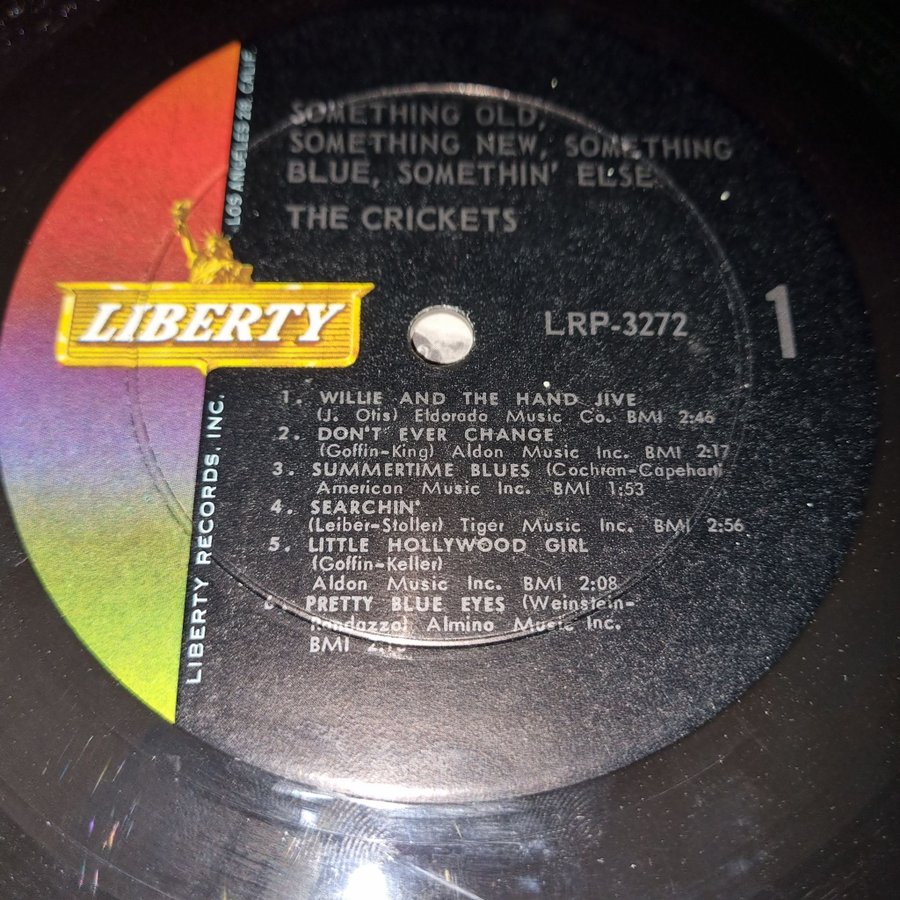 SOMETHING OLD,
SOMETHING NEW, SOMETHING
BLUE, SOMETHIN' ELSE
THE CRICKETS
LIBERTY
LRP-3272
1
1. WILLIE AND THE HAND JIVE
(J. Otis) Eldorado Music Co. BMI 2:46
2. DON'T EVER CHANGE
(Goffin-King) Aldon Music Inc. BMI 2:17
3. SUMMERTIME BLUES (Cochran-Capehart)
American Music Inc. BMI 1:53
4. SEARCHIN'
(Leiber-Stoller) Tiger Music Inc. BMI 2:56
5. LITTLE HOLLYWOOD GIRL
(Goffin-Keller)
Aldon Music Inc. BMI 2:08
PRETTY BLUE EYES (Weinstein-
Randazzo) Almino Music Inc.
BMI
LIBERTY RECORDS, INC.
LOS ANGELES 28, CALIF.